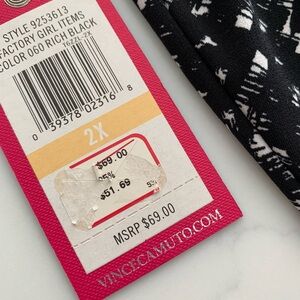 STYLE 9253613
FACTORY GIRL ITEMS
COLOR 060 RICH BLACK
0 39378 02316 8
2X
$69.00
25%
$51.69
MSRP $69.00
VINCECAMUTO.COM